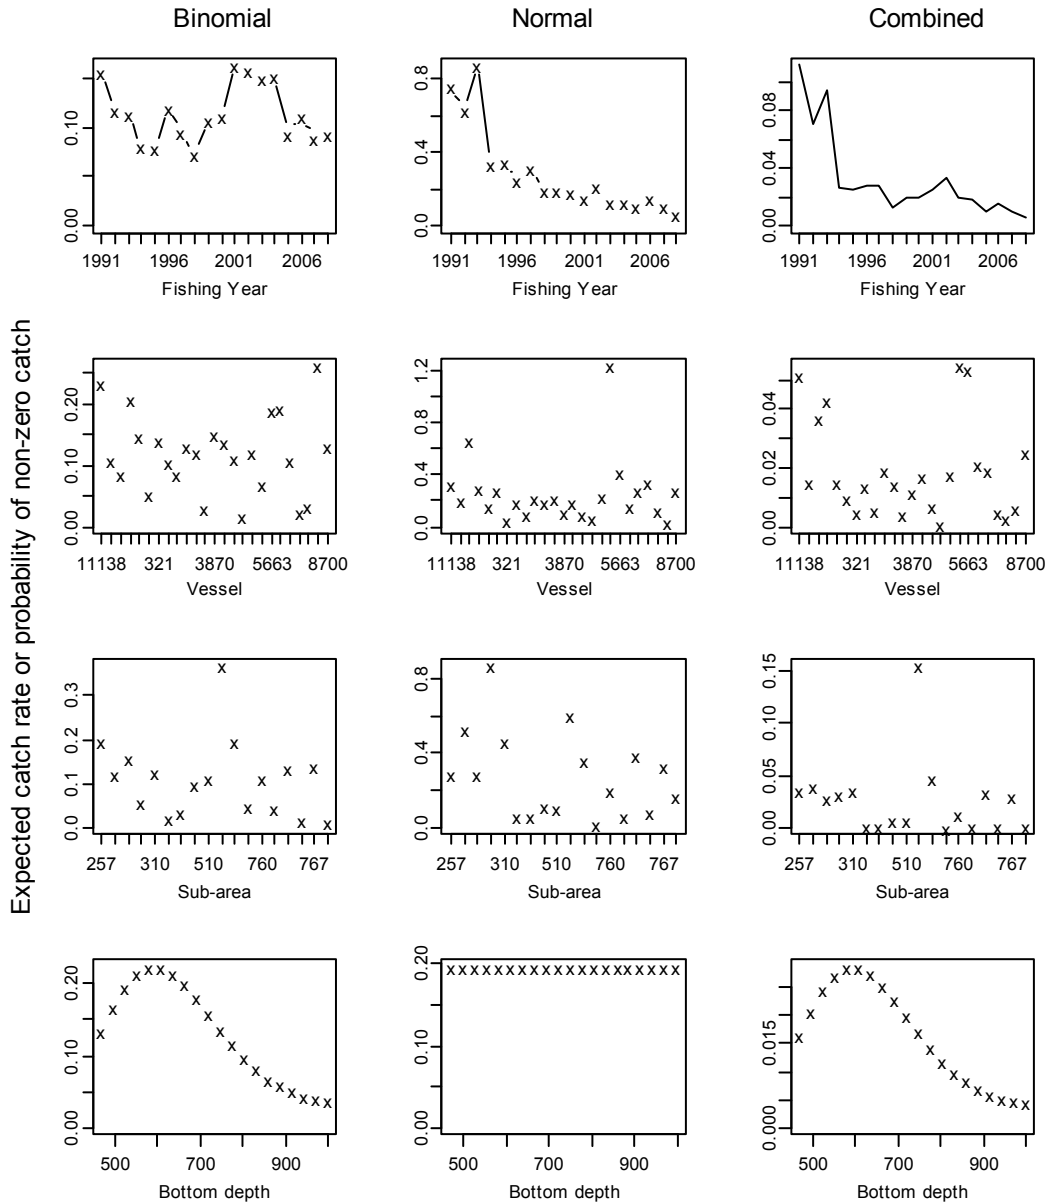 Binomial Normal Combined
Expected catch rate or probability of non-zero catch
0.00 0.10
1991 1996 2001 2006
Fishing Year
0.0 0.4 0.8
1991 1996 2001 2006
Fishing Year
0.00 0.04 0.08
1991 1996 2001 2006
Fishing Year
0.00 0.10 0.20
11138 321 3870 5663 8700
Vessel
0.0 0.4 0.8 1.2
11138 321 3870 5663 8700
Vessel
0.00 0.02 0.04
11138 321 3870 5663 8700
Vessel
0.0 0.1 0.2 0.3
257 310 510 760 767
Sub-area
0.0 0.4 0.8
257 310 510 760 767
Sub-area
0.00 0.05 0.10 0.15
257 310 510 760 767
Sub-area
0.00 0.10 0.20
500 700 900
Bottom depth
0.00 0.10 0.20
500 700 900
Bottom depth
0.000 0.015
500 700 900
Bottom depth